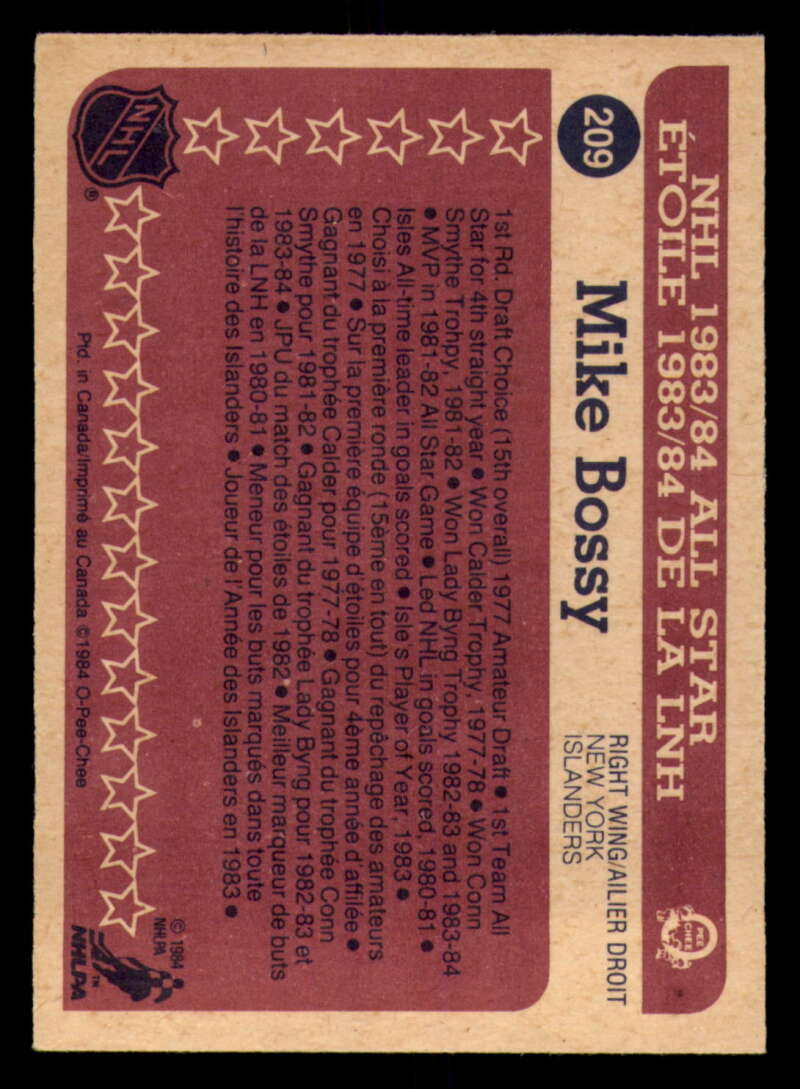 NHL 1983/84 ALL STAR
ÉTOILE 1983/84 DE LA LNH
O PEE CHEE
209
Mike Bossy
RIGHT WING/AILIER DROIT
NEW YORK
ISLANDERS
1st Rd. Draft Choice (15th overall) 1977 Amateur Draft • 1st Team All
Star for 4th straight year • Won Calder Trophy, 1977-78 • Won Conn
Smythe Trohpy, 1981-82 • Won Lady Byng Trophy 1982-83 and 1983-84
• MVP in 1981-82 All Star Game • Led NHL in goals scored, 1980-81 •
Isles All-time leader in goals scored • Isle's Player of Year, 1983 •
Choisi à la première ronde (15ème en tout) du repêchage des amateurs
en 1977 • Sur la première équipe d'étoiles pour 4ème année d'affilée •
Gagnant du trophée Calder pour 1977-78 • Gagnant du trophée Conn
Smythe pour 1981-82 • Gagnant du trophée Lady Byng pour 1982-83 et
1983-84 • JPU du match des étoiles de 1982 • Meilleur marqueur de buts
de la LNH en 1980-81 • Meneur pour les buts marqués dans toute
l'histoire des Islanders • Joueur de l'Année des Islanders en 1983 •
NHL ®
© 1984
NHLPA
NHLPA ™
Ptd. in Canada/Imprimé au Canada ©1984 O-Pee-Chee